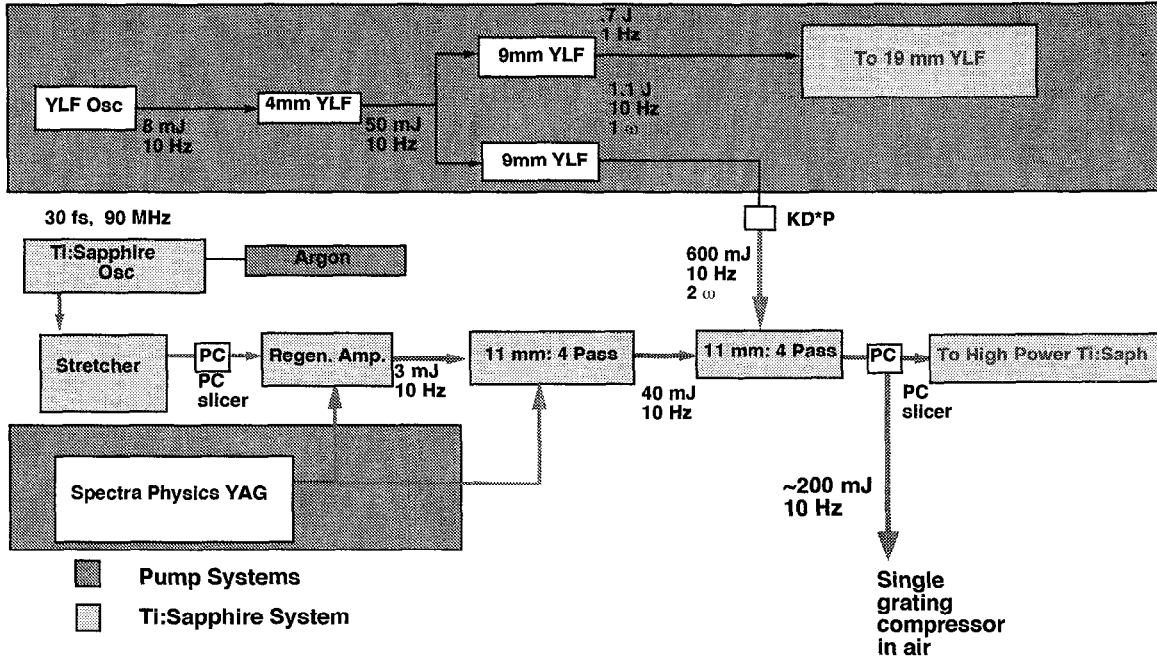 .7 J
1 Hz
9mm YLF
To 19 mm YLF
YLF Osc
4mm YLF
8 mJ
10 Hz
50 mJ
10 Hz
1.1 J
10 Hz
1 ω
9mm YLF
KD*P
30 fs, 90 MHz
Ti:Sapphire
Osc
Argon
600 mJ
10 Hz
2 ω
Stretcher
PC
PC
slicer
Regen. Amp.
3 mJ
10 Hz
11 mm: 4 Pass
40 mJ
10 Hz
11 mm: 4 Pass
PC
PC
slicer
To High Power Ti:Saph
Spectra Physics YAG
~200 mJ
10 Hz
Pump Systems
Ti:Sapphire System
Single
grating
compressor
in air